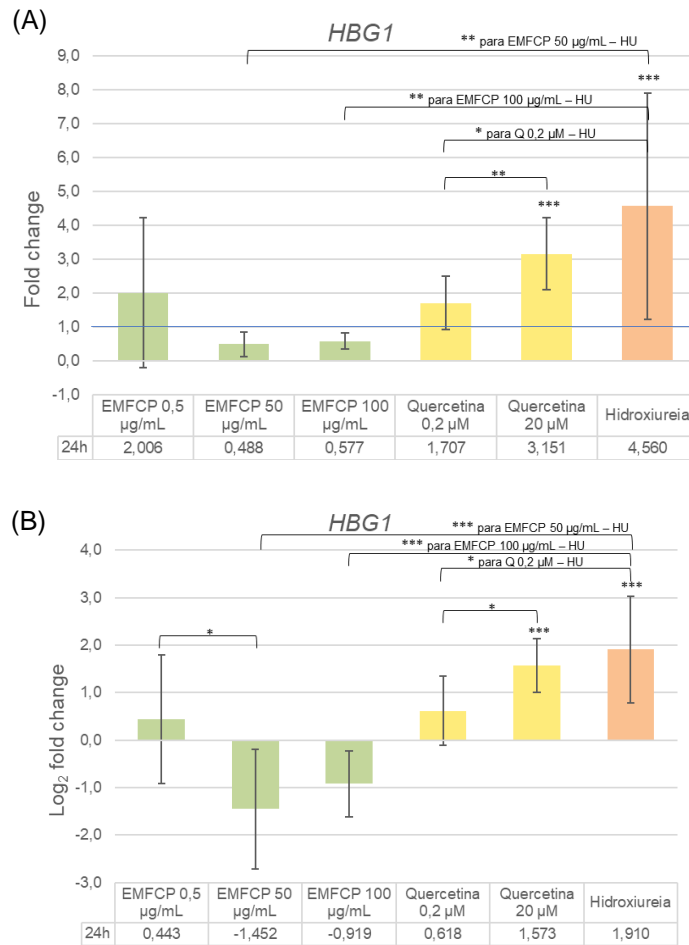 (A)
HBG1
** para EMFCP 50 µg/mL – HU
***
** para EMFCP 100 µg/mL – HU
* para Q 0,2 µM – HU
**
***
Fold change
9,0
8,0
7,0
6,0
5,0
4,0
3,0
2,0
1,0
0,0
-1,0
EMFCP 0,5 µg/mL
EMFCP 50 µg/mL
EMFCP 100 µg/mL
Quercetina 0,2 µM
Quercetina 20 µM
Hidroxiureia
24h 2,006 0,488 0,577 1,707 3,151 4,560
(B)
HBG1
*** para EMFCP 50 µg/mL – HU
*** para EMFCP 100 µg/mL – HU
* para Q 0,2 µM – HU
***
*
*
***
Log2 fold change
4,0
3,0
2,0
1,0
0,0
-1,0
-2,0
-3,0
EMFCP 0,5 µg/mL
EMFCP 50 µg/mL
EMFCP 100 µg/mL
Quercetina 0,2 µM
Quercetina 20 µM
Hidroxiureia
24h 0,443 -1,452 -0,919 0,618 1,573 1,910